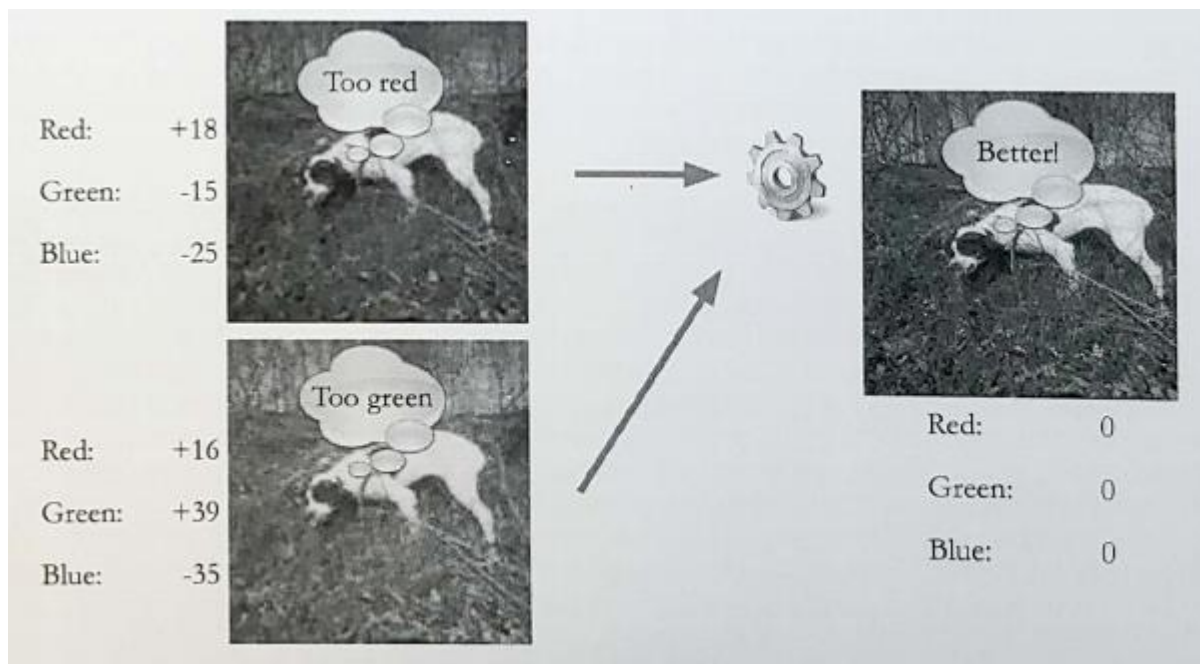 Too red
Red: +18
Green: -15
Blue: -25
Better!
Too green
Red: +16
Green: +39
Blue: -35
Red: 0
Green: 0
Blue: 0